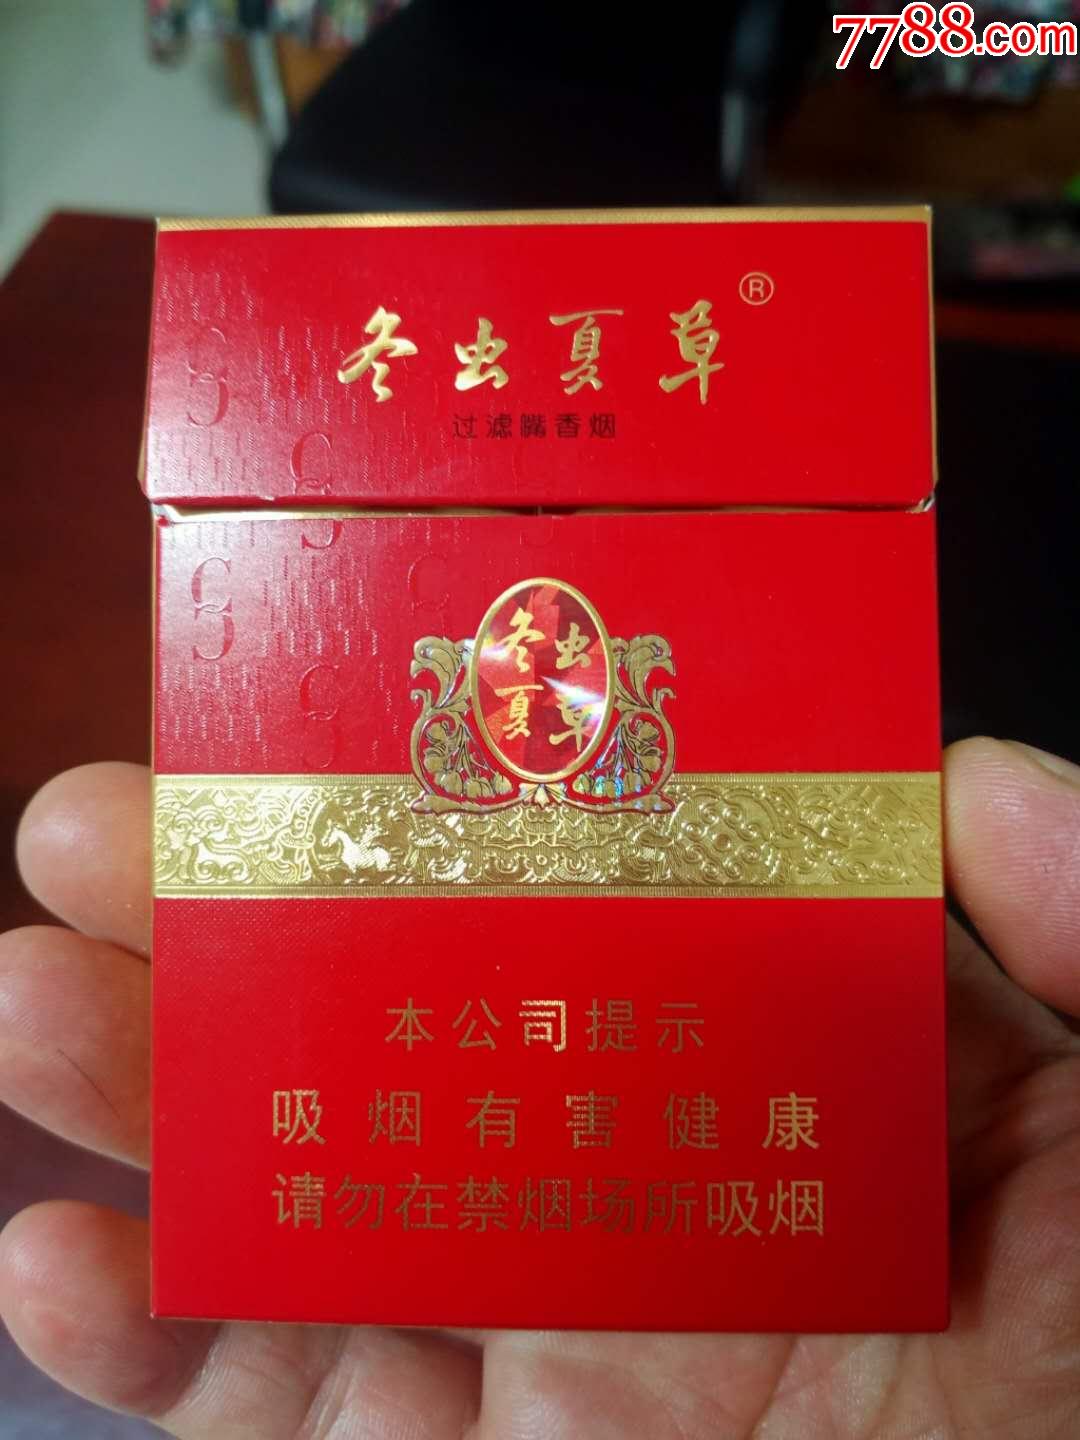 7788.com
冬虫夏草®
过滤嘴香烟
冬虫
夏草
本公司提示
吸烟有害健康
请勿在禁烟场所吸烟